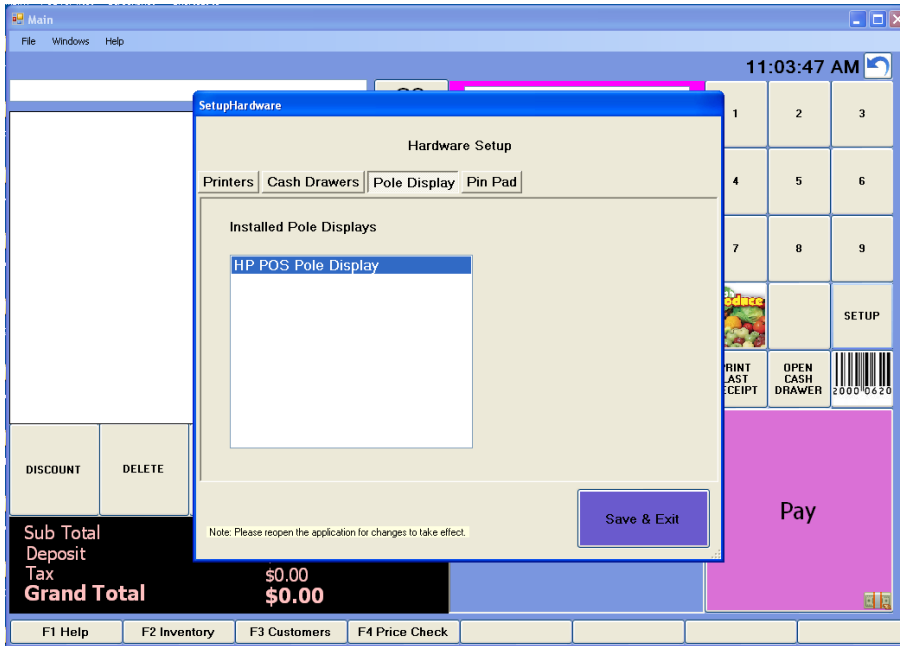 Main
File Windows Help
11:03:47 AM
SetupHardware
Hardware Setup
Printers Cash Drawers Pole Display Pin Pad
Installed Pole Displays
HP POS Pole Display
Note: Please reopen the application for changes to take effect.
Save & Exit
1 2 3
4 5 6
7 8 9
SETUP
OPEN
CASH
DRAWER
DISCOUNT DELETE
Sub Total
Deposit
Tax $0.00
Grand Total $0.00
Pay
F1 Help F2 Inventory F3 Customers F4 Price Check